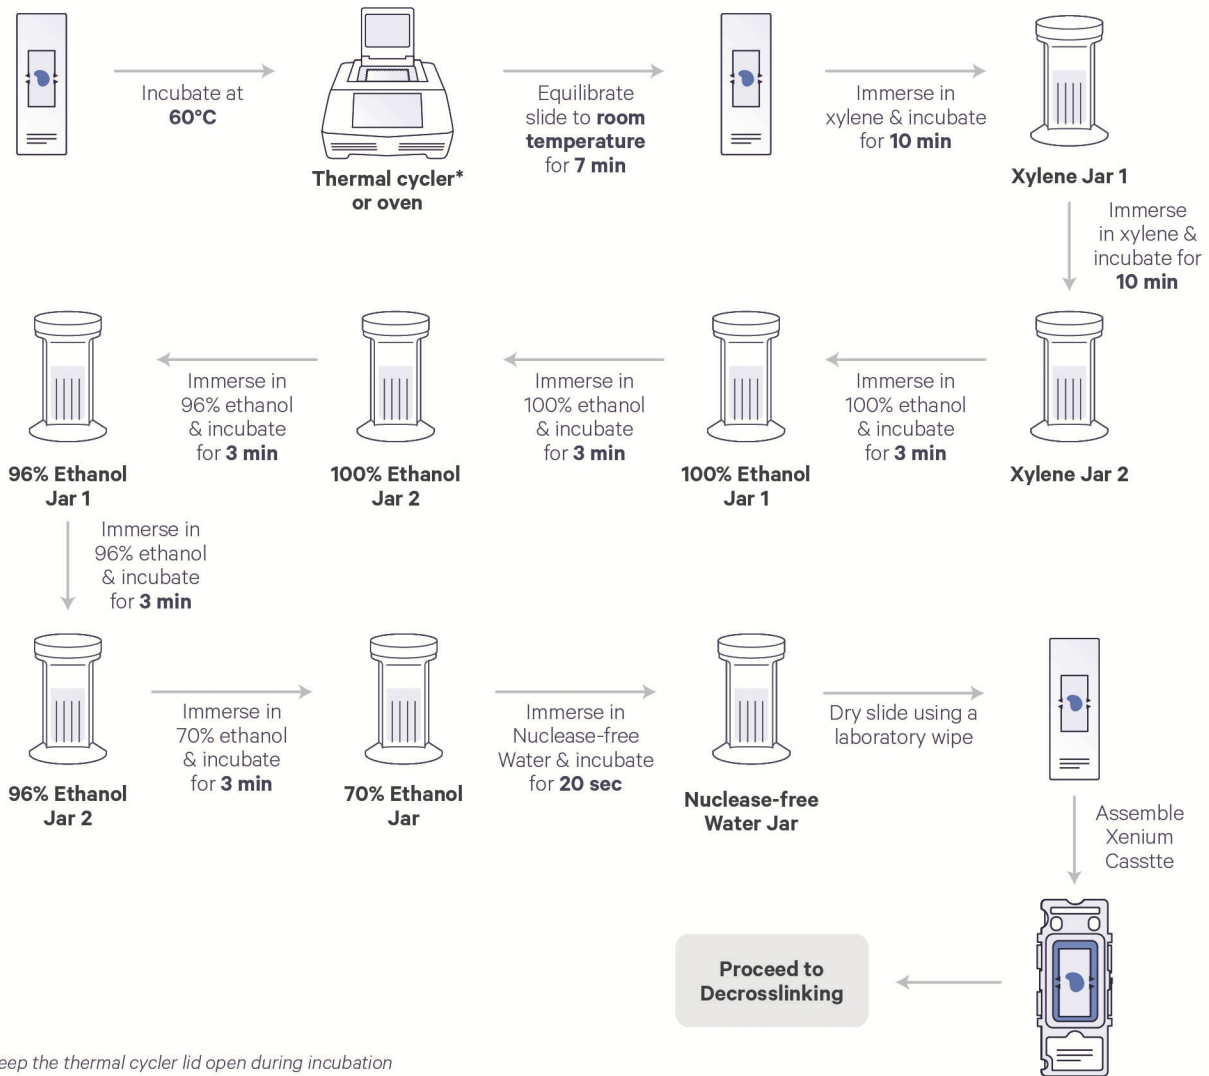 Incubate at
60°C
Thermal cycler*
or oven
Equilibrate
slide to room
temperature
for 7 min
Immerse in
xylene & incubate
for 10 min
Xylene Jar 1
Immerse
in xylene &
incubate for
10 min
Xylene Jar 2
Immerse in
100% ethanol
& incubate
for 3 min
100% Ethanol
Jar 1
Immerse in
100% ethanol
& incubate
for 3 min
100% Ethanol
Jar 2
Immerse in
96% ethanol
& incubate
for 3 min
96% Ethanol
Jar 1
Immerse in
96% ethanol
& incubate
for 3 min
96% Ethanol
Jar 2
Immerse in
70% ethanol
& incubate
for 3 min
70% Ethanol
Jar
Immerse in
Nuclease-free
Water & incubate
for 20 sec
Nuclease-free
Water Jar
Dry slide using a
laboratory wipe
Assemble
Xenium
Casstte
Proceed to
Decrosslinking
eep the thermal cycler lid open during incubation